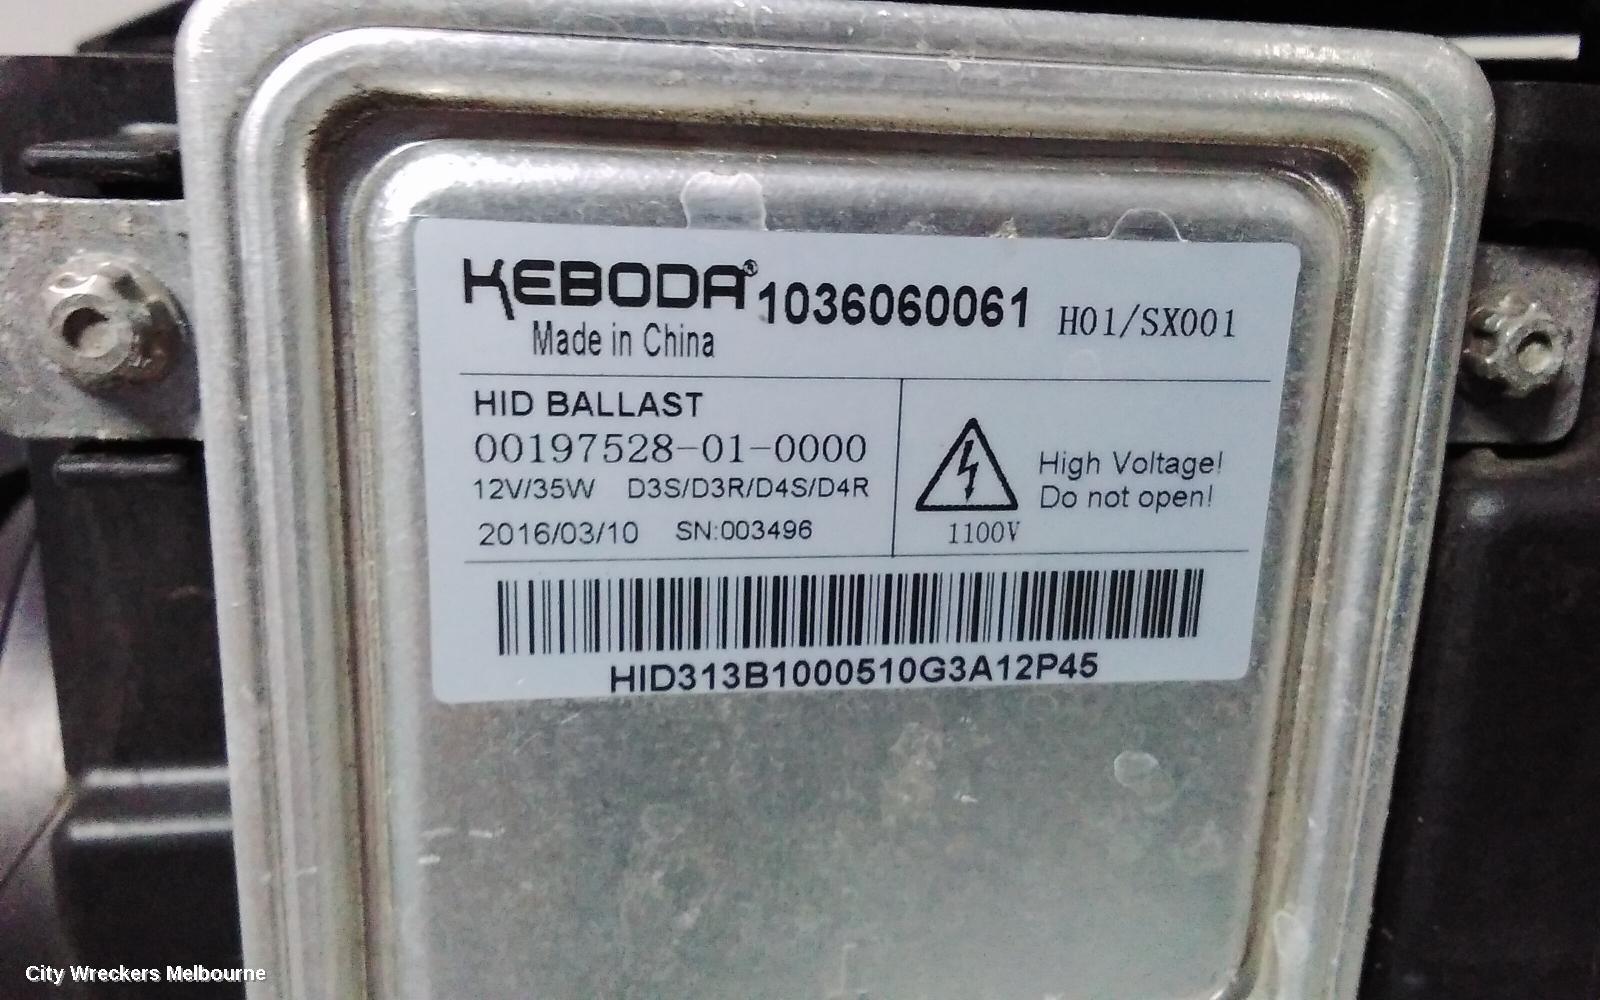 KEBODA® 1036060061 H01/SX001
Made in China
HID BALLAST
00197528-01-0000
12V/35W D3S/D3R/D4S/D4R
2016/03/10 SN:003496
High Voltage!
Do not open!
1100V
HID313B1000510G3A12P45
City Wreckers Melbourne